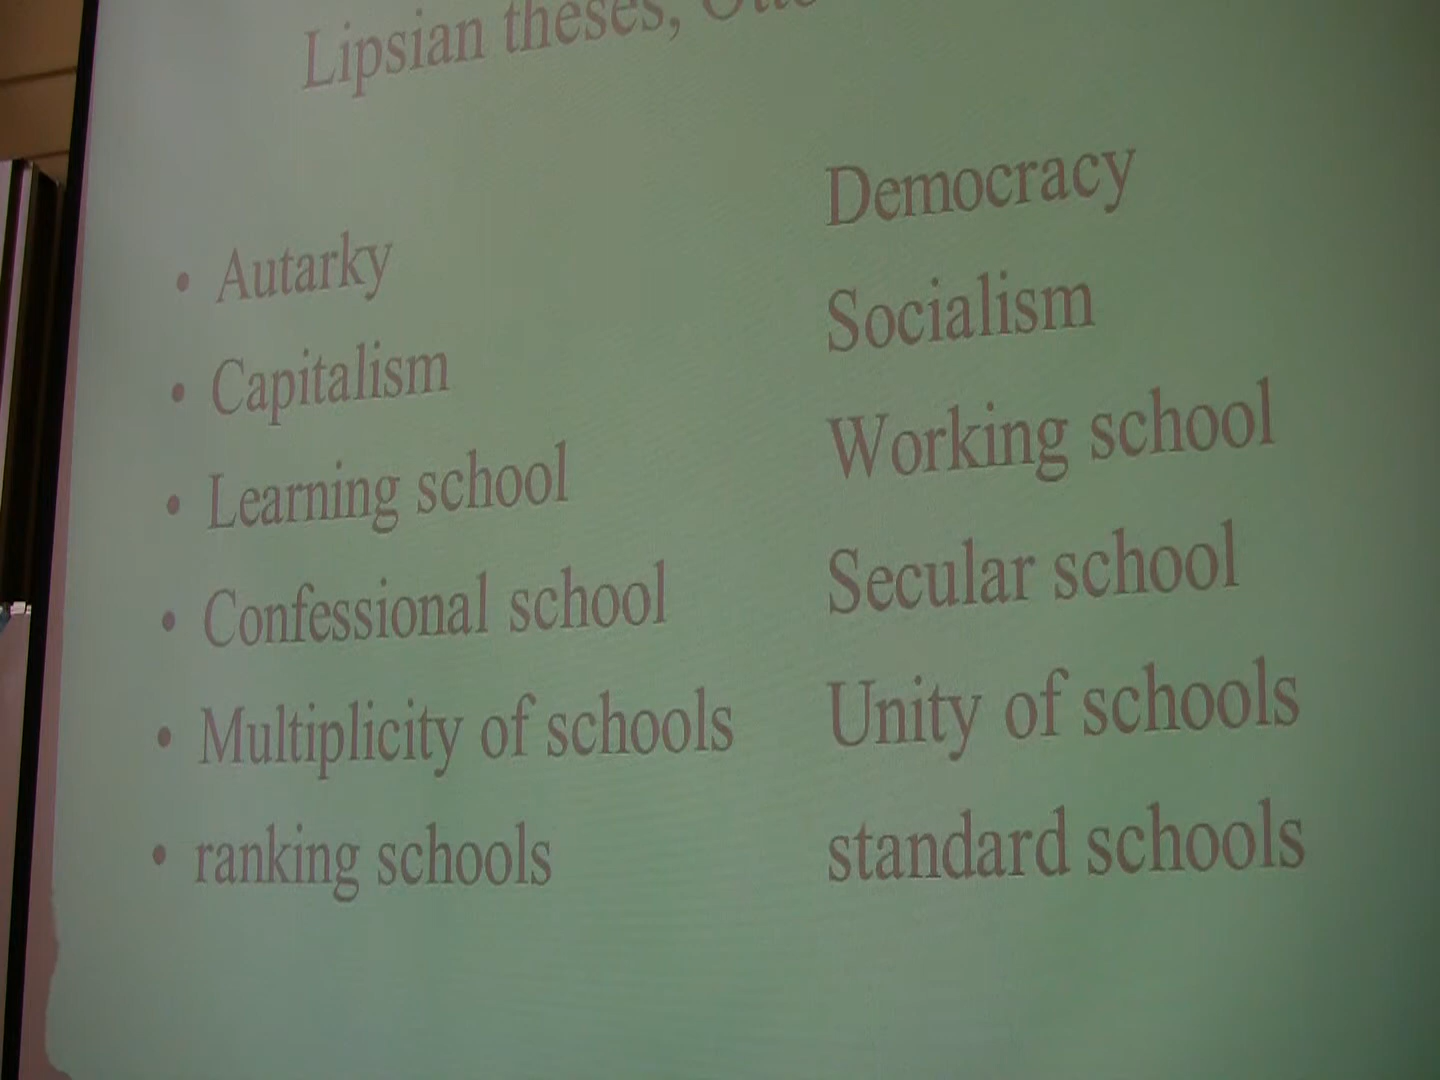 Lipsian theses,
• Autarky
• Capitalism
• Learning school
• Confessional school
• Multiplicity of schools
• ranking schools
Democracy
Socialism
Working school
Secular school
Unity of schools
standard schools